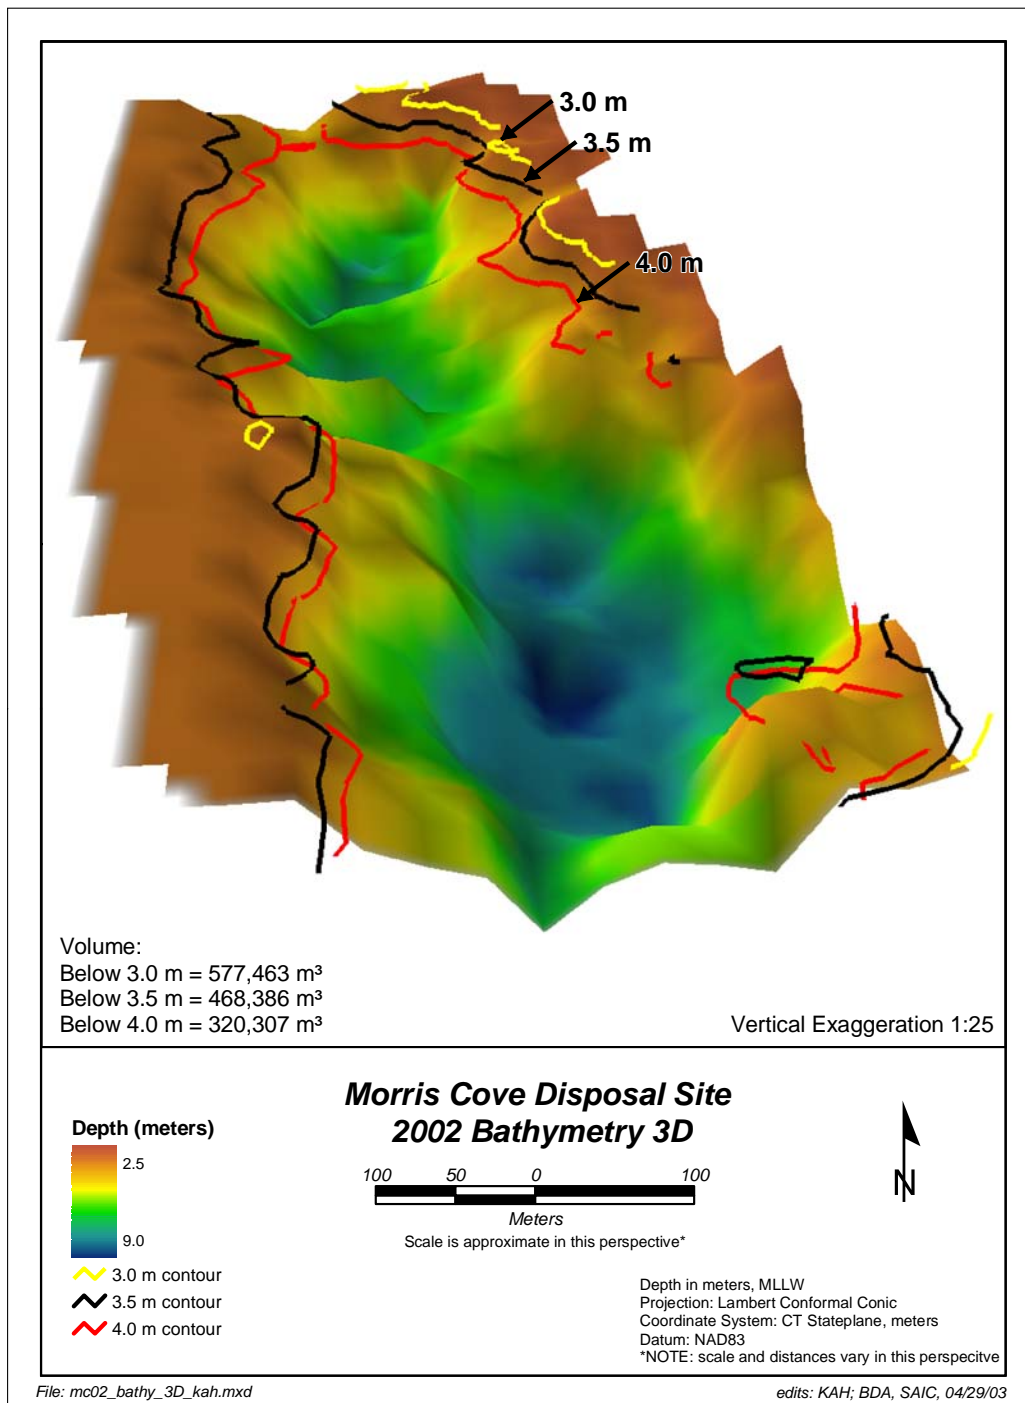 3.0 m
3.5 m
4.0 m
Volume:
Below 3.0 m = 577,463 m³
Below 3.5 m = 468,386 m³
Below 4.0 m = 320,307 m³
Vertical Exaggeration 1:25
Morris Cove Disposal Site
2002 Bathymetry 3D
Depth (meters)
2.5
9.0
3.0 m contour
3.5 m contour
4.0 m contour
100 50 0 100
Meters
Scale is approximate in this perspective*
N
Depth in meters, MLLW
Projection: Lambert Conformal Conic
Coordinate System: CT Stateplane, meters
Datum: NAD83
*NOTE: scale and distances vary in this perspecitve
File: mc02_bathy_3D_kah.mxd
edits: KAH; BDA, SAIC, 04/29/03